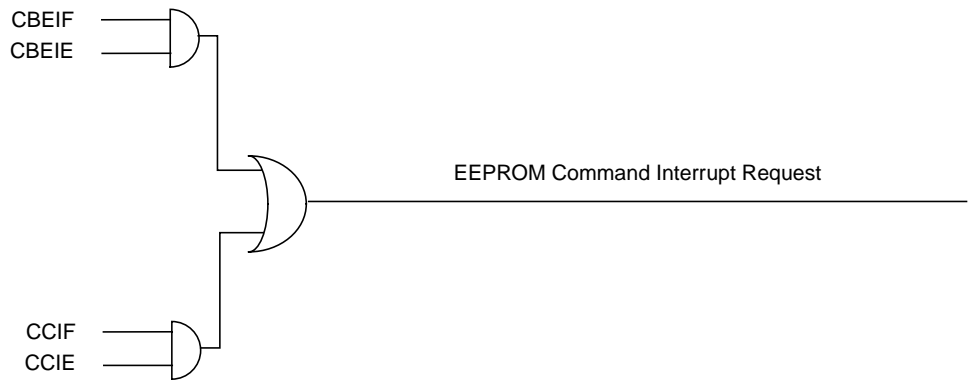 CBEIF
CBEIE
EEPROM Command Interrupt Request
CCIF
CCIE